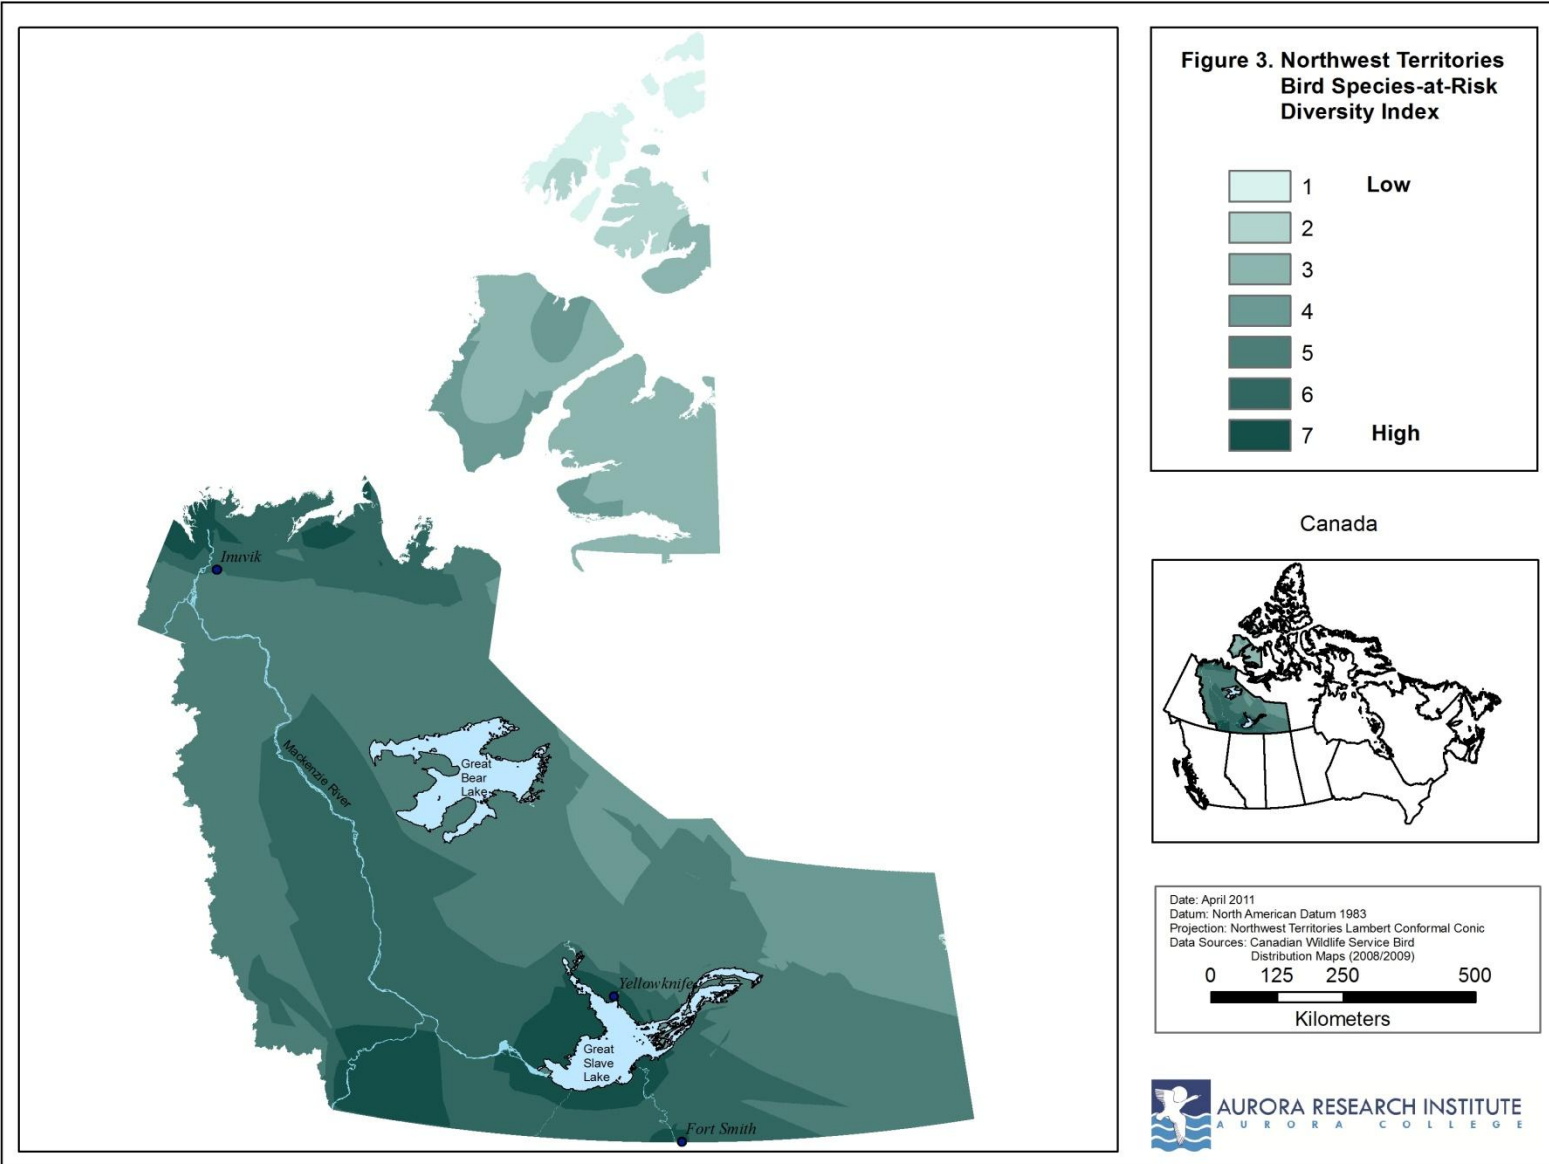 Figure 3. Northwest Territories
Bird Species-at-Risk
Diversity Index
1 Low
2
3
4
5
6
7 High
Inuvik
Mackenzie River
Great
Bear
Lake
Yellowknife
Great
Slave
Lake
Fort Smith
Canada
Date: April 2011
Datum: North American Datum 1983
Projection: Northwest Territories Lambert Conformal Conic
Data Sources: Canadian Wildlife Service Bird
Distribution Maps (2008/2009)
0 125 250 500
Kilometers
AURORA RESEARCH INSTITUTE
AURORA COLLEGE